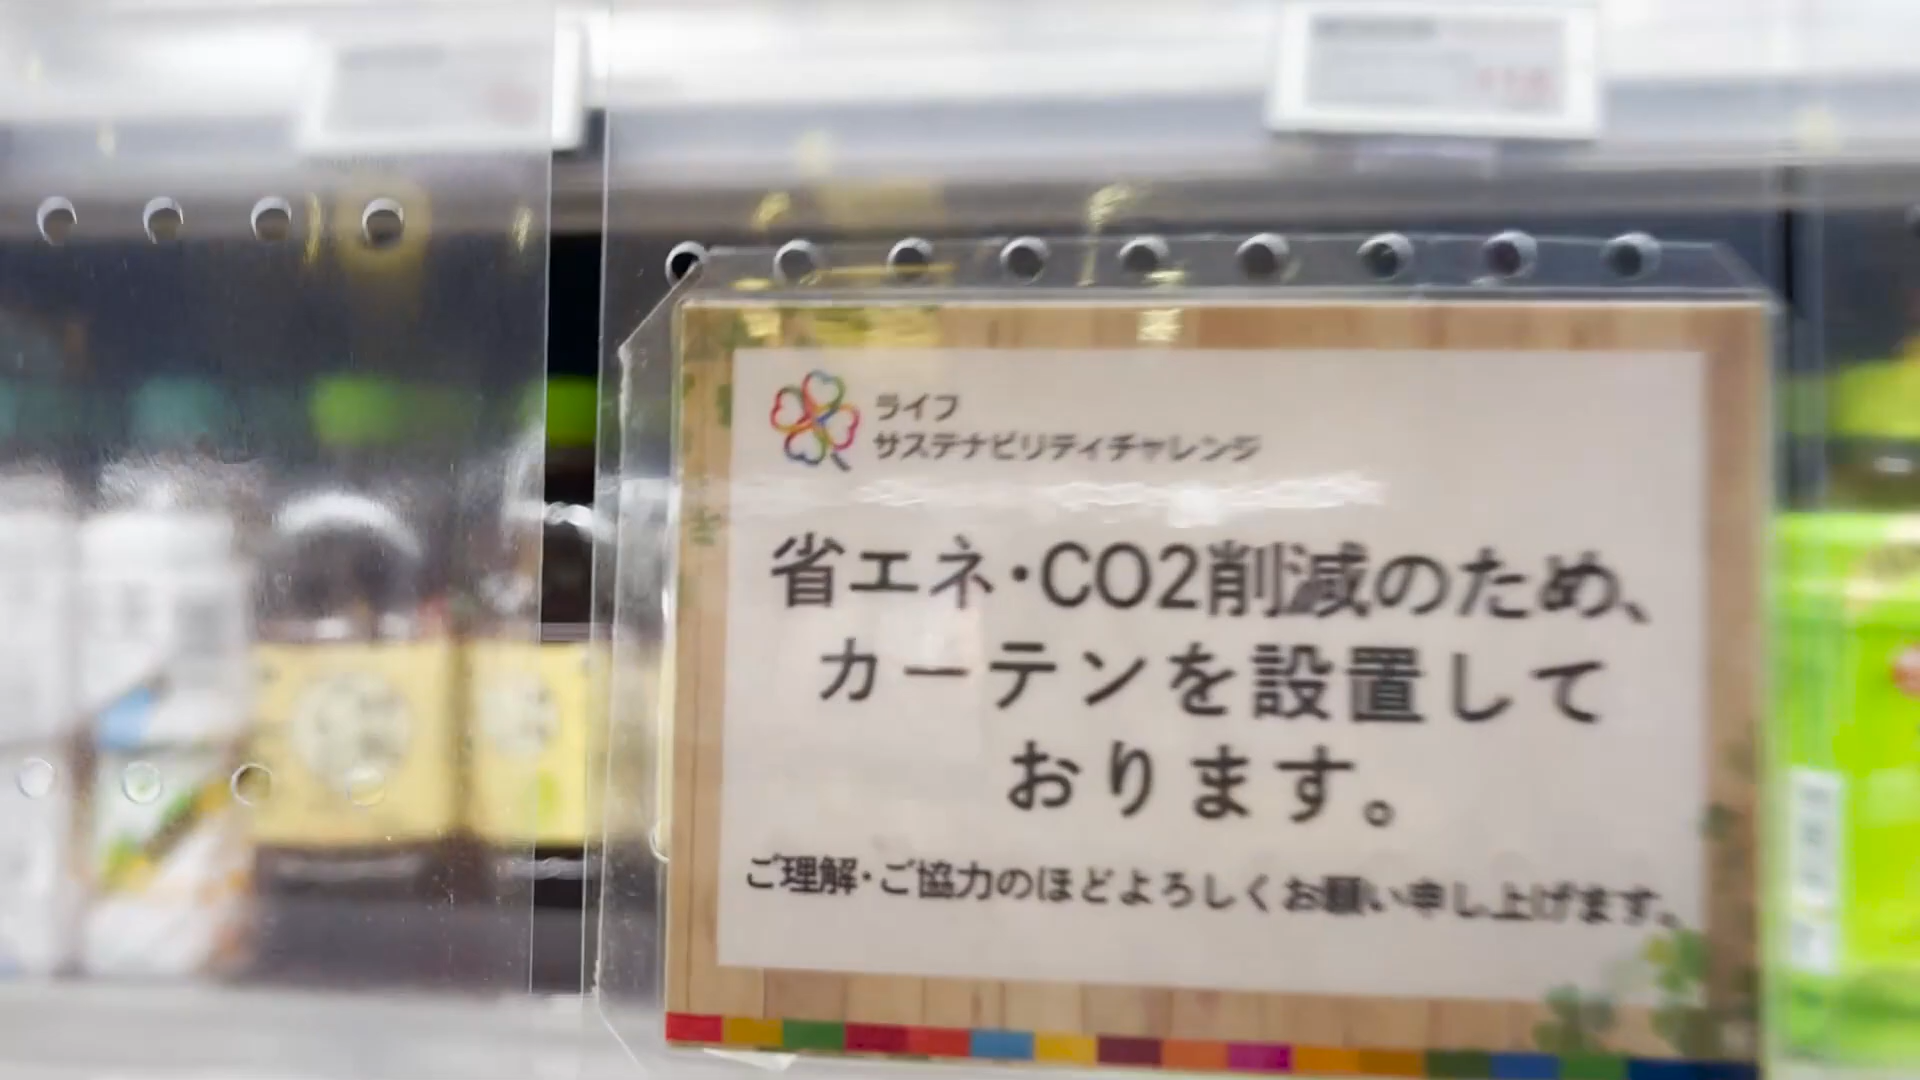 ライフ
サステナビリティチャレンジ
省エネ・CO2削減のため、
カーテンを設置して
おります。
ご理解・ご協力のほどよろしくお願い申し上げます。